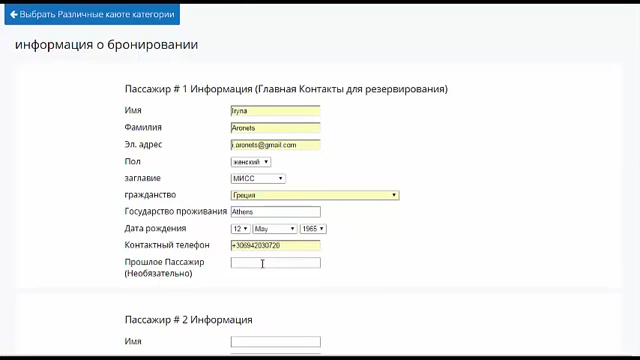 Выбрать Различные каюте категории
информация о бронировании
Пассажир # 1 Информация (Главная Контакты для резервирования)
Имя Iryna
Фамилия Aronets
Эл. адрес i.aronets@gmail.com
Пол женский
заглавие МИСС
гражданство Греция
Государство проживания Athens
Дата рождения 12 May 1965
Контактный телефон +306942030720
Прошлое Пассажир
(Необязательно)
Пассажир # 2 Информация
Имя